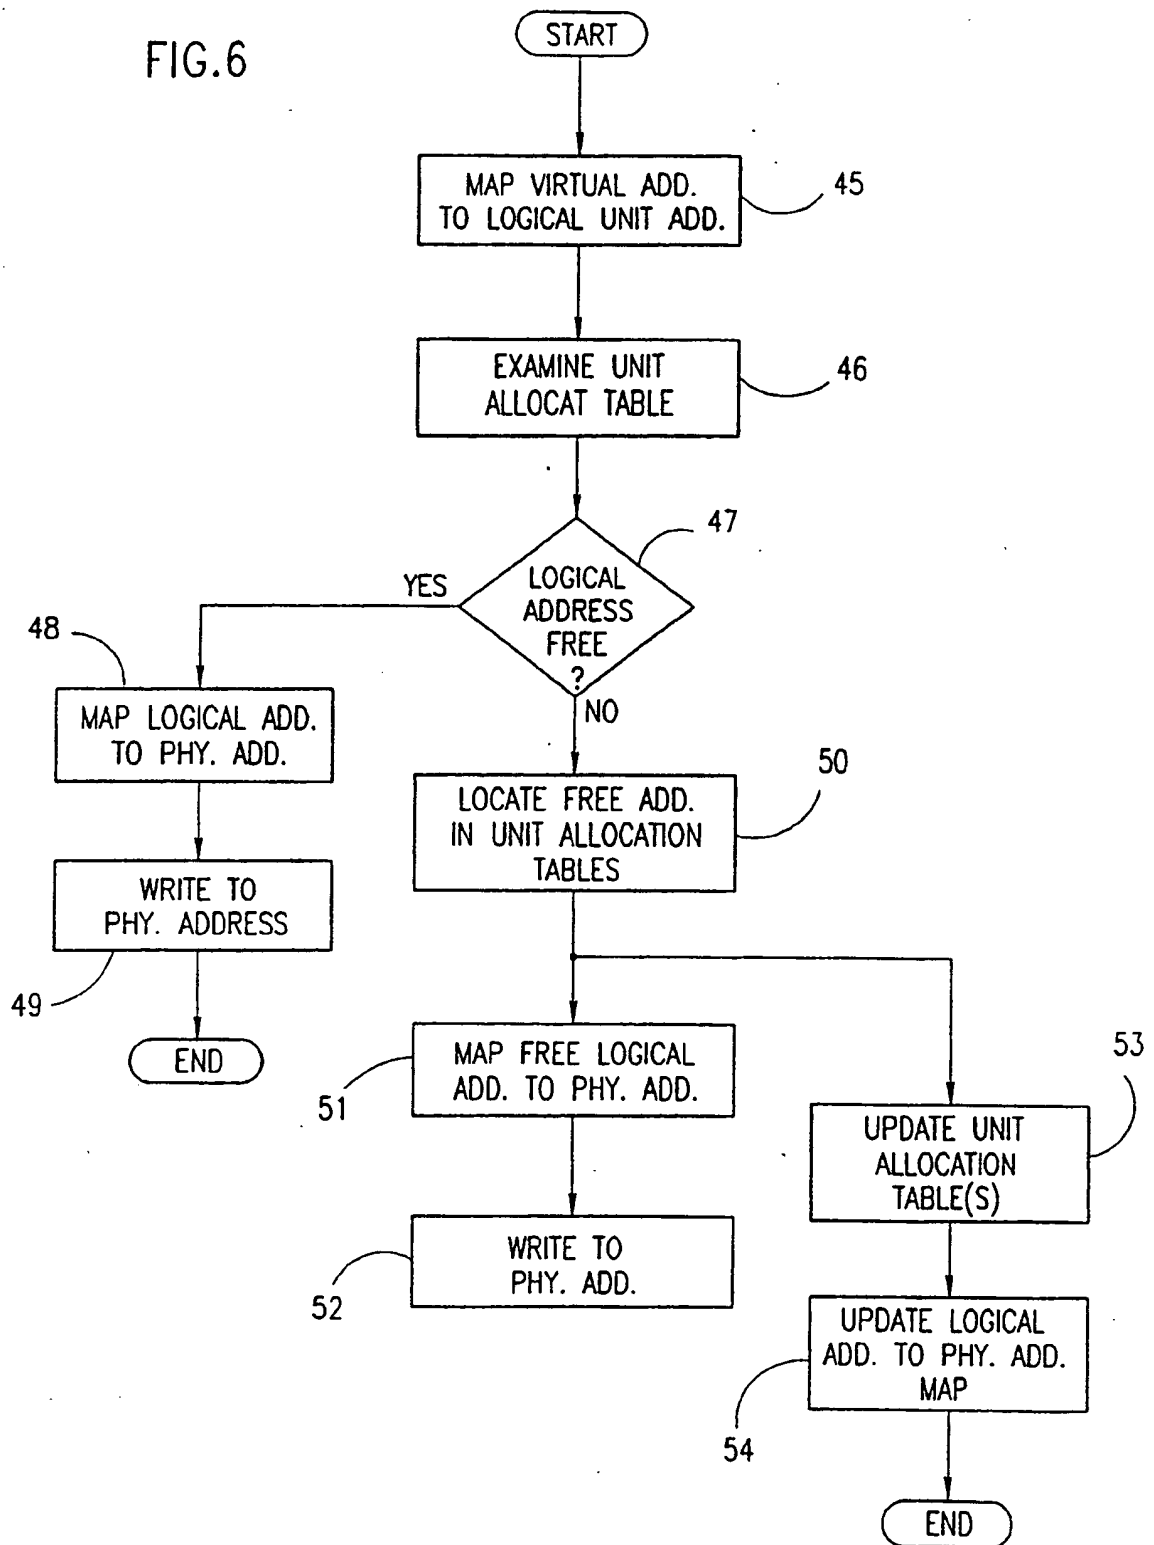 FIG.6
START
MAP VIRTUAL ADD.
TO LOGICAL UNIT ADD.
45
EXAMINE UNIT
ALLOCAT TABLE
46
47
YES
LOGICAL
ADDRESS
FREE
?
NO
48
MAP LOGICAL ADD.
TO PHY. ADD.
50
LOCATE FREE ADD.
IN UNIT ALLOCATION
TABLES
WRITE TO
PHY. ADDRESS
49
END
MAP FREE LOGICAL
ADD. TO PHY. ADD.
51
53
UPDATE UNIT
ALLOCATION
TABLE(S)
WRITE TO
PHY. ADD.
52
UPDATE LOGICAL
ADD. TO PHY. ADD.
MAP
54
END